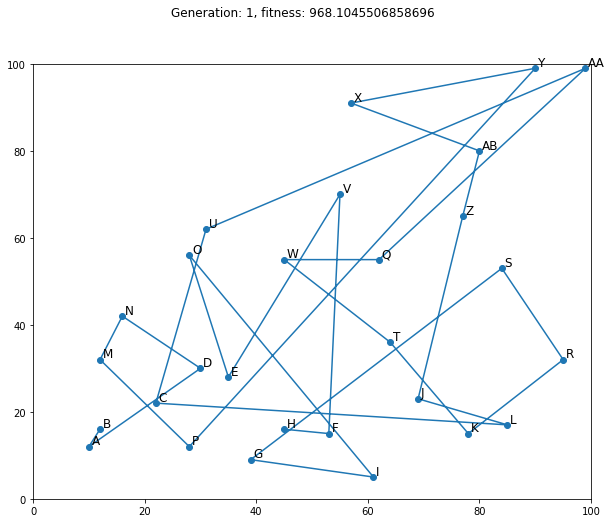 Generation: 1, fitness: 968.1045506858696
100
Y
AA
X
AB
80
V
Z
U
60
O
W
Q
S
N
40
T
M
D
R
E
C
J
20
B
H
F
K
L
A
P
G
I
0
0
20
40
60
80
100